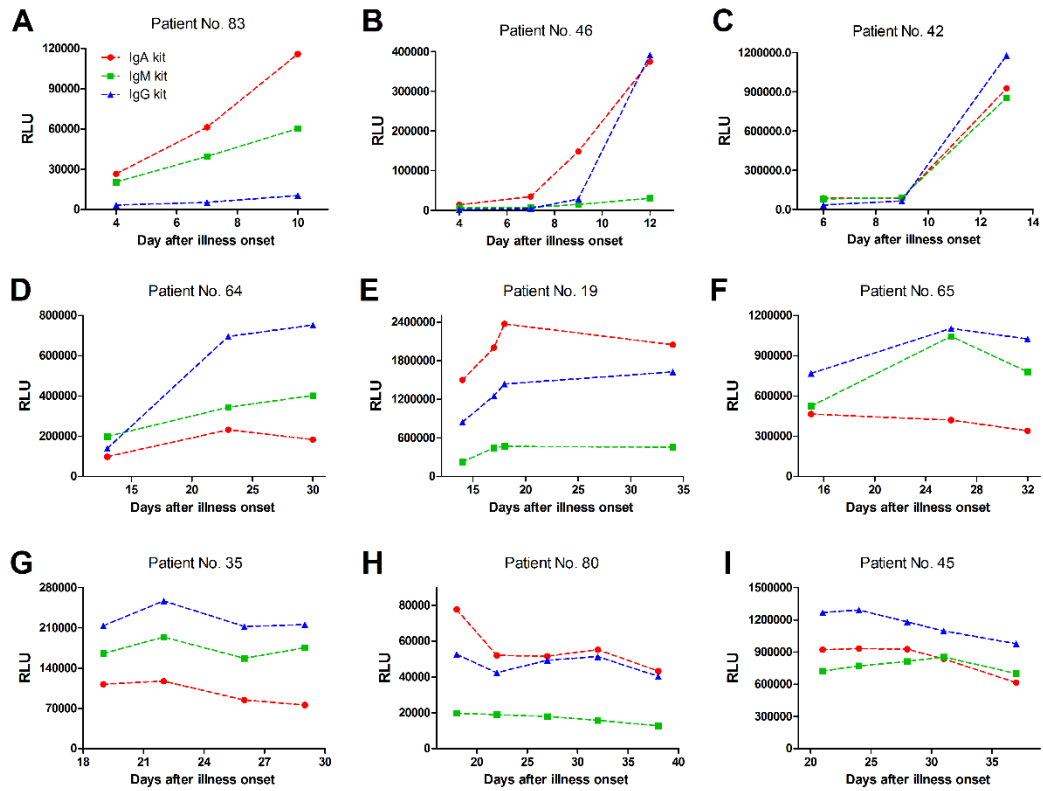 A
Patient No. 83
RLU
120000
90000
60000
30000
0
4
6
8
10
Day after illness onset
IgA kit
IgM kit
IgG kit
B
Patient No. 46
RLU
400000
300000
200000
100000
0
4
6
8
10
12
Day after illness onset
C
Patient No. 42
RLU
1200000.0
900000.0
600000.0
300000.0
0.0
6
8
10
12
14
Day after illness onset
D
Patient No. 64
RLU
800000
600000
400000
200000
0
15
20
25
30
Days after illness onset
E
Patient No. 19
RLU
2400000
1800000
1200000
600000
0
15
20
25
30
35
Days after illness onset
F
Patient No. 65
RLU
1200000
900000
600000
300000
0
16
20
24
28
32
Days after illness onset
G
Patient No. 35
RLU
280000
210000
140000
70000
0
18
21
24
27
30
Days after illness onset
H
Patient No. 80
RLU
80000
60000
40000
20000
0
20
25
30
35
40
Days after illness onset
I
Patient No. 45
RLU
1500000
1200000
900000
600000
300000
0
20
25
30
35
Days after illness onset